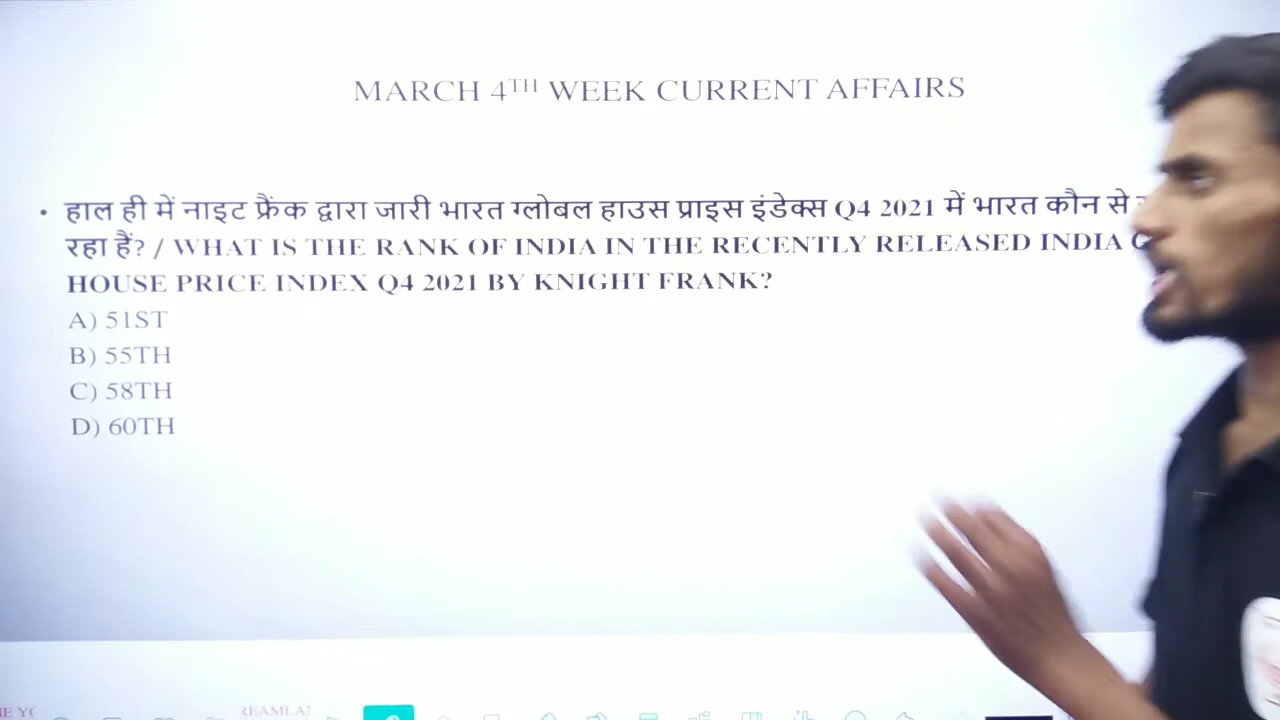 MARCH 4TH WEEK CURRENT AFFAIRS
• हाल ही में नाइट फ्रैंक द्वारा जारी भारत ग्लोबल हाउस प्राइस इंडेक्स Q4 2021 में भारत कौन से
रहा हैं? / WHAT IS THE RANK OF INDIA IN THE RECENTLY RELEASED INDIA
HOUSE PRICE INDEX Q4 2021 BY KNIGHT FRANK?
A) 51ST
B) 55TH
C) 58TH
D) 60TH